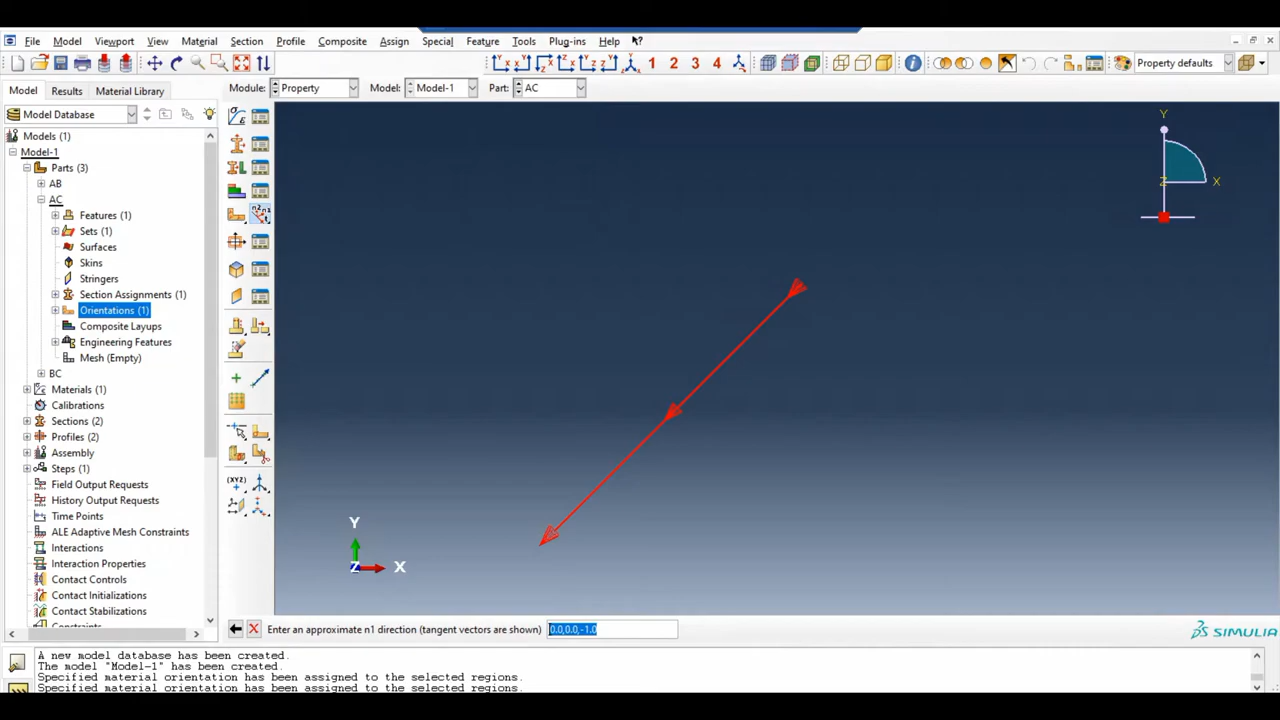 File Model Viewport View Material Section Profile Composite Assign Special Feature Tools Plug-ins Help
1 2 3 4 Property defaults
Model Results Material Library Module: Property Model: Model-1 Part: AC
Model Database
Models (1)
Model-1
Parts (3)
AB
AC
Features (1)
Sets (1)
Surfaces
Skins
Stringers
Section Assignments (1)
Orientations (1)
Composite Layups
Engineering Features
Mesh (Empty)
BC
Materials (1)
Calibrations
Sections (2)
Profiles (2)
Assembly
Steps (1)
Field Output Requests
History Output Requests
Time Points
ALE Adaptive Mesh Constraints
Interactions
Interaction Properties
Contact Controls
Contact Initializations
Contact Stabilizations
(XYZ)
Y
Z X
Y
Z X
Enter an approximate n1 direction (tangent vectors are shown) 0.0,0.0,-1.0
SIMULIA
A new model database has been created.
The model "Model-1" has been created.
Specified material orientation has been assigned to the selected regions.
Specified material orientation has been assigned to the selected regions.